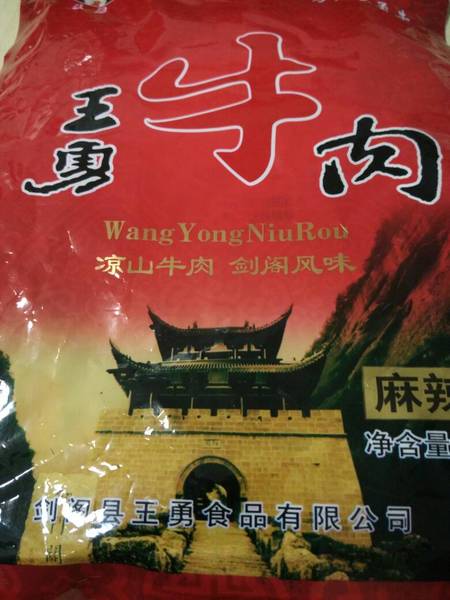 王勇牛肉
WangYongNiuRou
凉山牛肉 剑阁风味
麻辣
净含量
剑阁县王勇食品有限公司